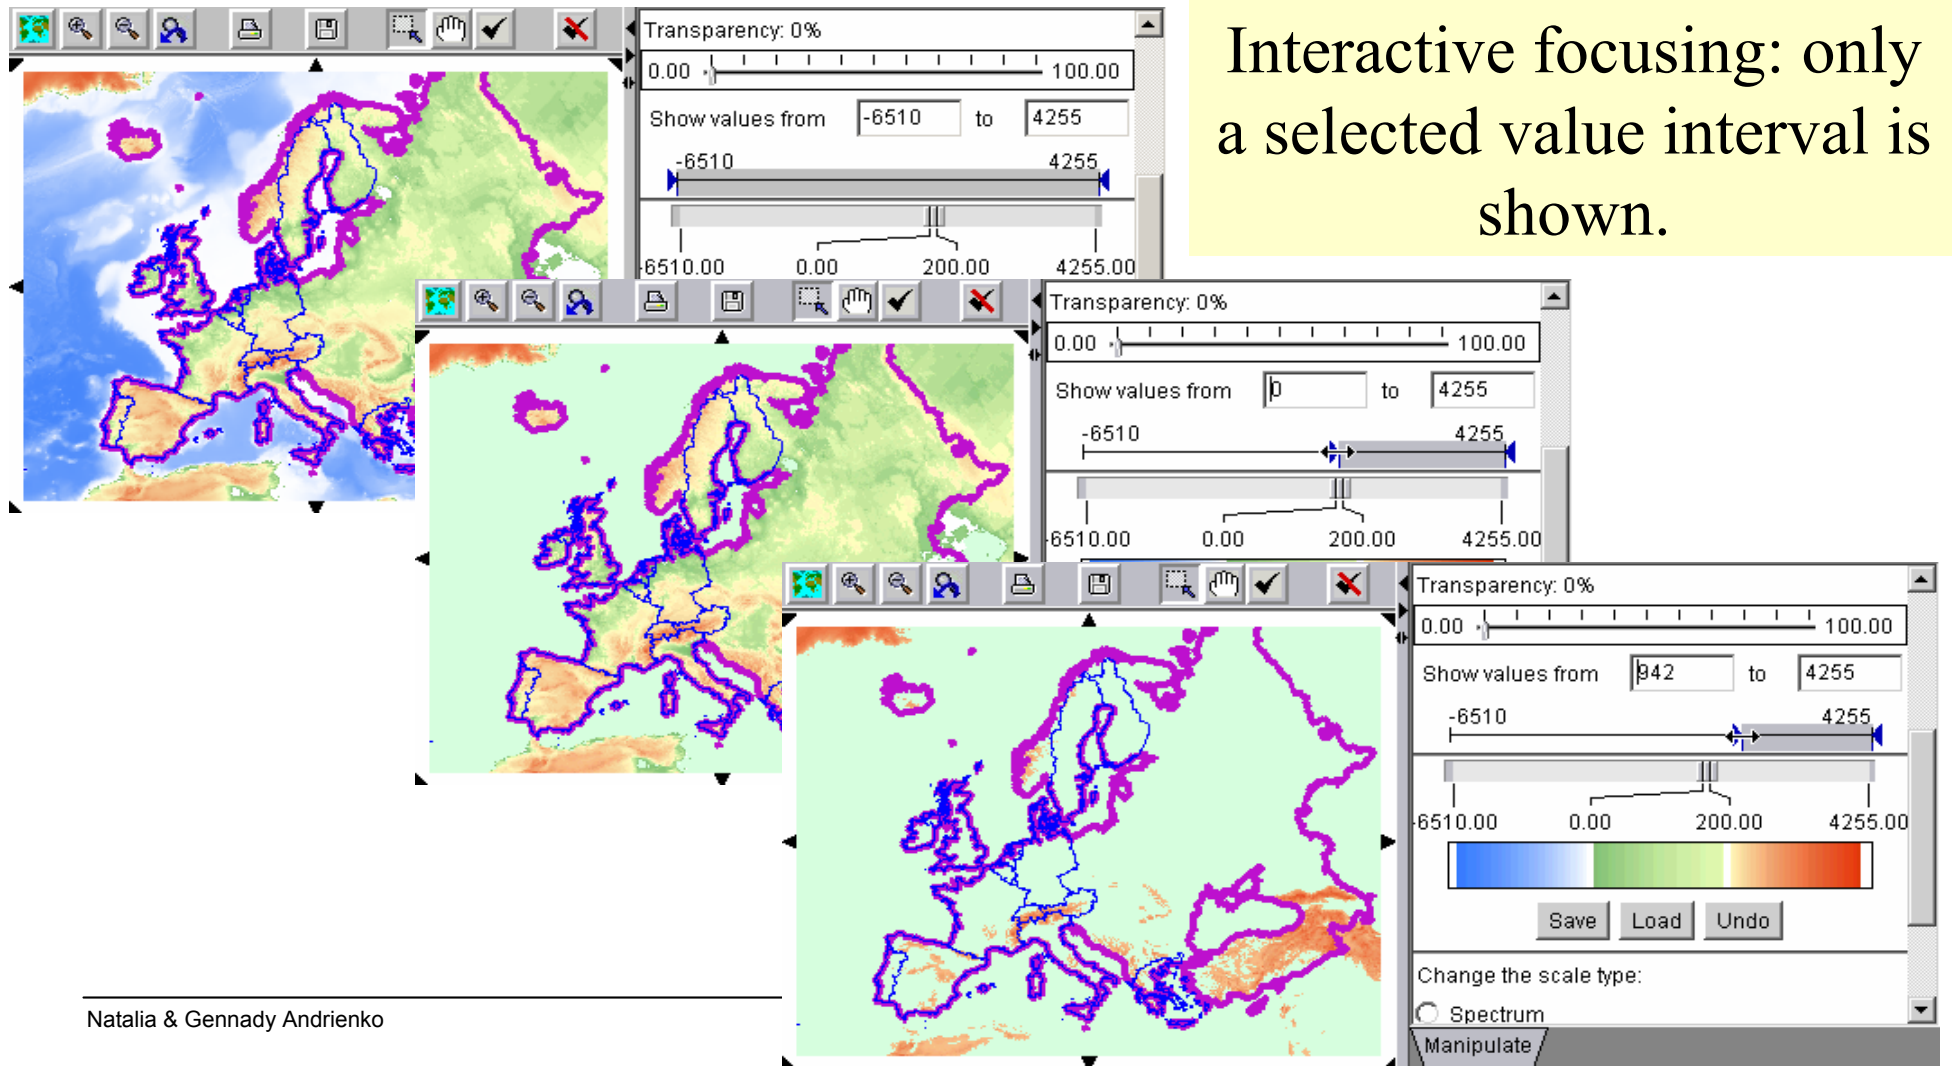 Interactive focusing: only
a selected value interval is
shown.
Transparency: 0%
0.00 100.00
Show values from -6510 to 4255
-6510 4255
6510.00 0.00 200.00 4255.00
Transparency: 0%
0.00 100.00
Show values from 0 to 4255
-6510 4255
6510.00 0.00 200.00 4255.00
Transparency: 0%
0.00 100.00
Show values from 942 to 4255
-6510 4255
6510.00 0.00 200.00 4255.00
Save Load Undo
Change the scale type:
Spectrum
Manipulate
Natalia & Gennady Andrienko